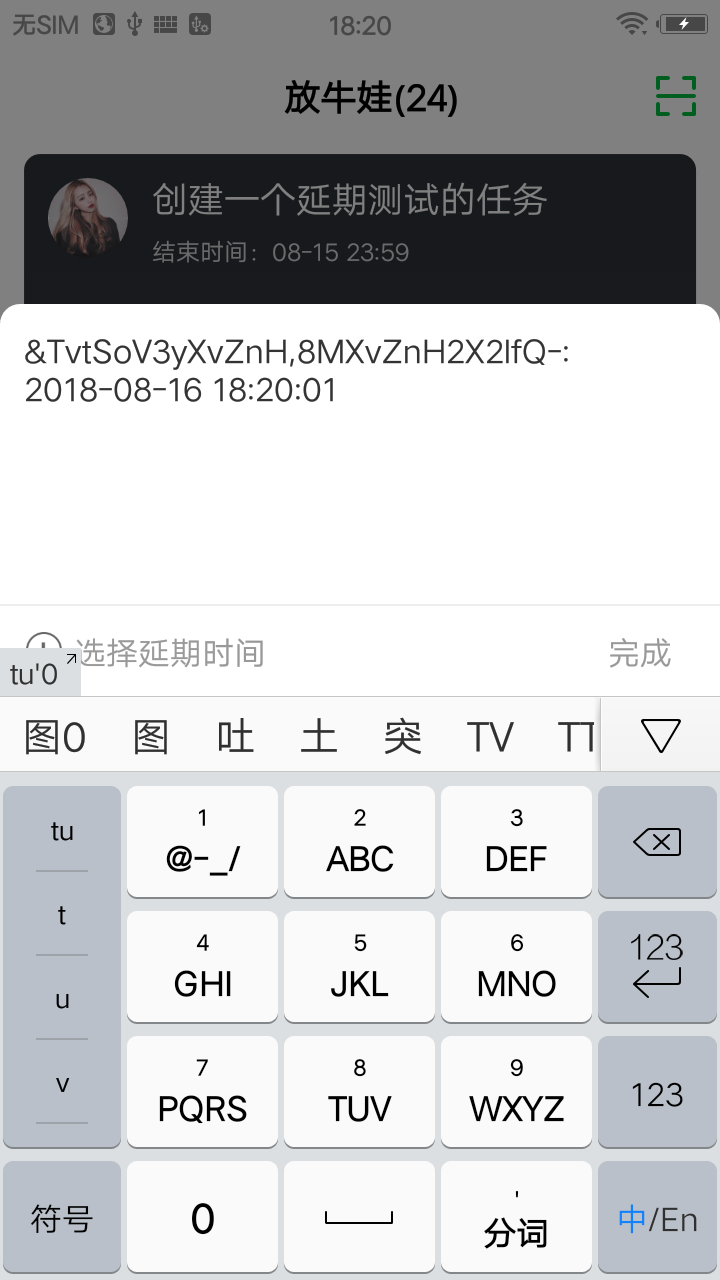 无SIM
18:20
放牛娃(24)
创建一个延期测试的任务
结束时间：08-15 23:59
&TvtSoV3yXvZnH,8MXvZnH2X2IfQ-:
2018-08-16 18:20:01
选择延期时间
完成
tu'0
图0 图 吐 土 突 TV TT
tu
t
u
v
1
@-_/
2
ABC
3
DEF
4
GHI
5
JKL
6
MNO
123
7
PQRS
8
TUV
9
WXYZ
123
符号
0
'
分词
中/En